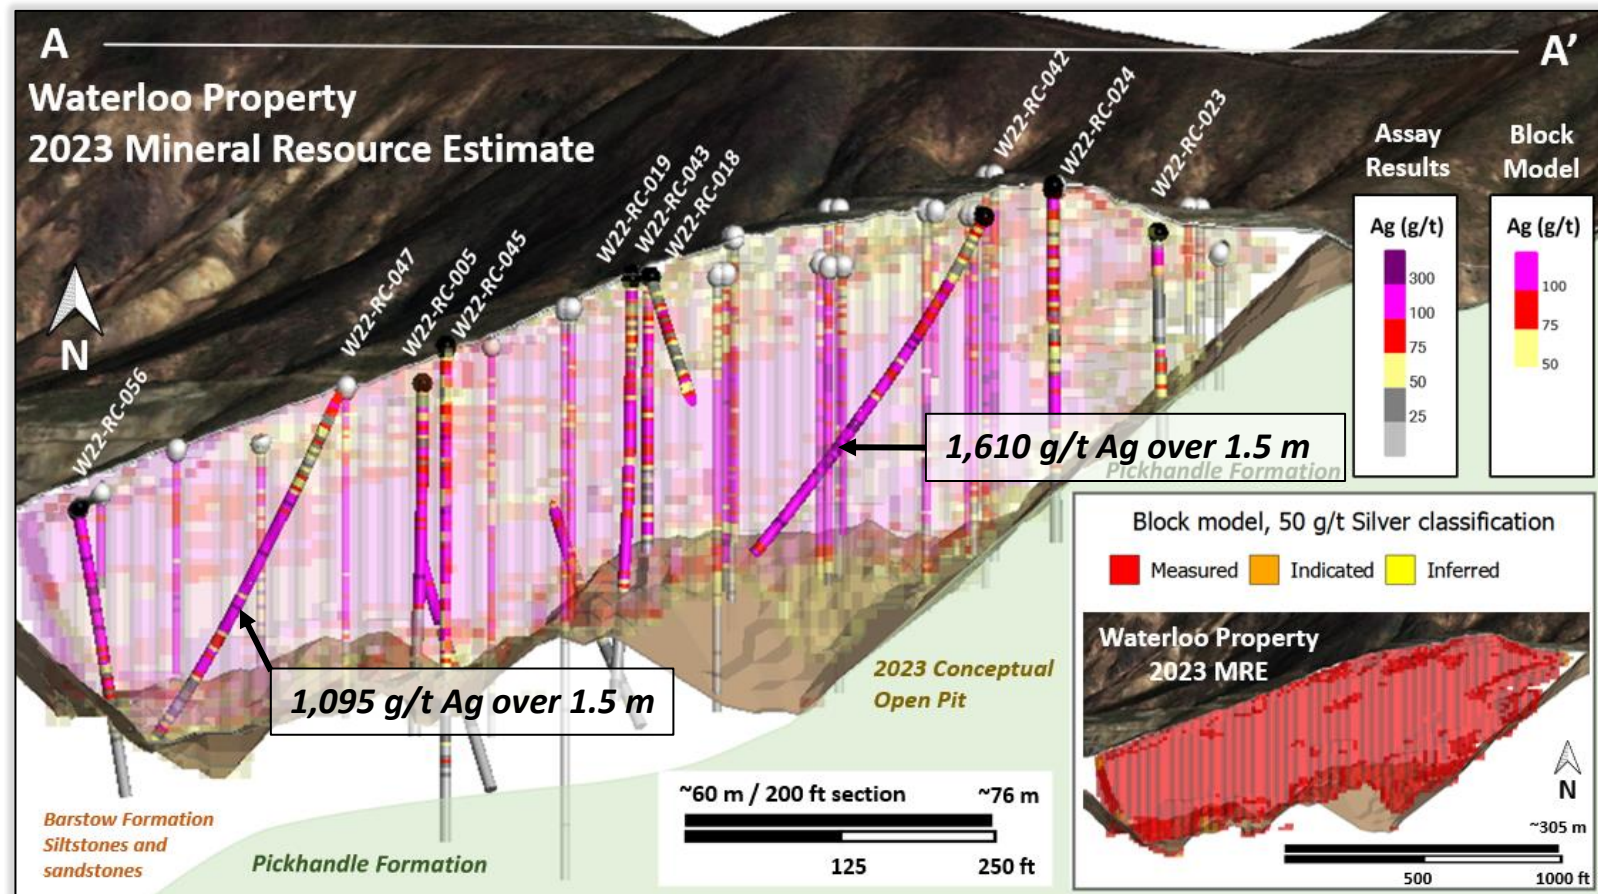 A
A'
Waterloo Property
2023 Mineral Resource Estimate
N
W22-RC-056
W22-RC-047
W22-RC-005
W22-RC-045
W22-RC-019
W22-RC-043
W22-RC-018
W22-RC-042
W22-RC-024
W22-RC-023
Assay
Results
Ag (g/t)
300
100
75
50
25
Block
Model
Ag (g/t)
100
75
50
1,610 g/t Ag over 1.5 m
Pickhandle Formation
1,095 g/t Ag over 1.5 m
2023 Conceptual
Open Pit
Barstow Formation
Siltstones and
sandstones
Pickhandle Formation
~60 m / 200 ft section
~76 m
125
250 ft
Block model, 50 g/t Silver classification
Measured
Indicated
Inferred
Waterloo Property
2023 MRE
N
~305 m
500
1000 ft